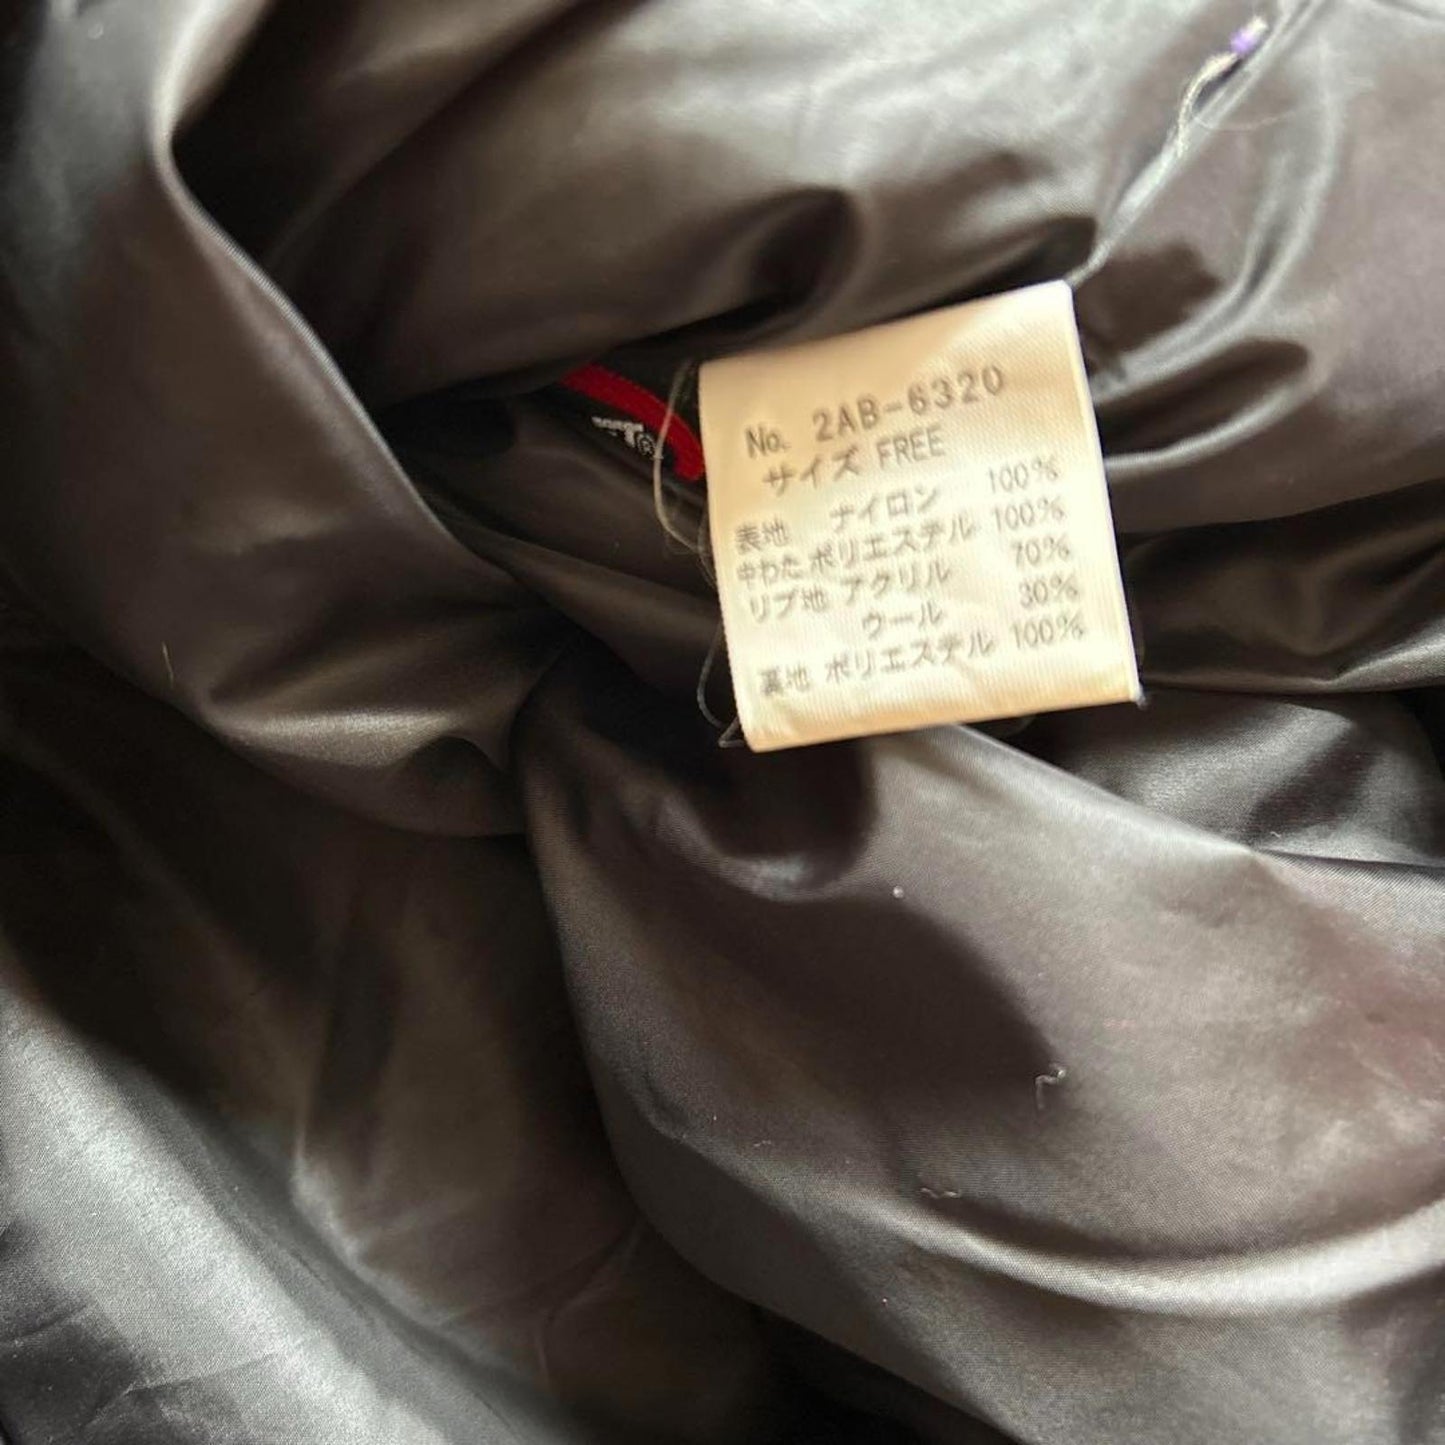 No. 2AB-6320
サイズ FREE
表地 ナイロン 100%
中わた ポリエステル 100%
リブ地 アクリル 70%
ウール 30%
裏地 ポリエステル 100%